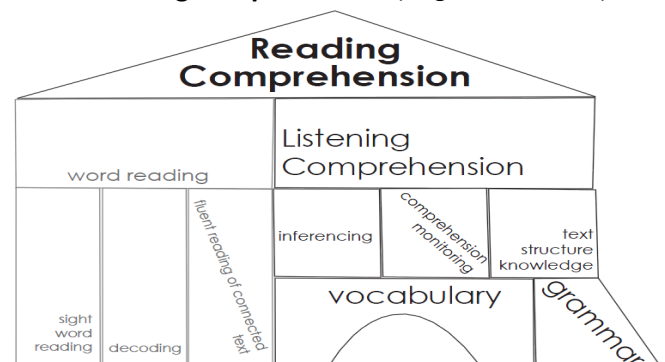 Reading
Comprehension
word reading
Listening
Comprehension
sight
word
reading
decoding
fluent reading of connected
text
inferencing
comprehension
monitoring
text
structure
knowledge
vocabulary
grammar